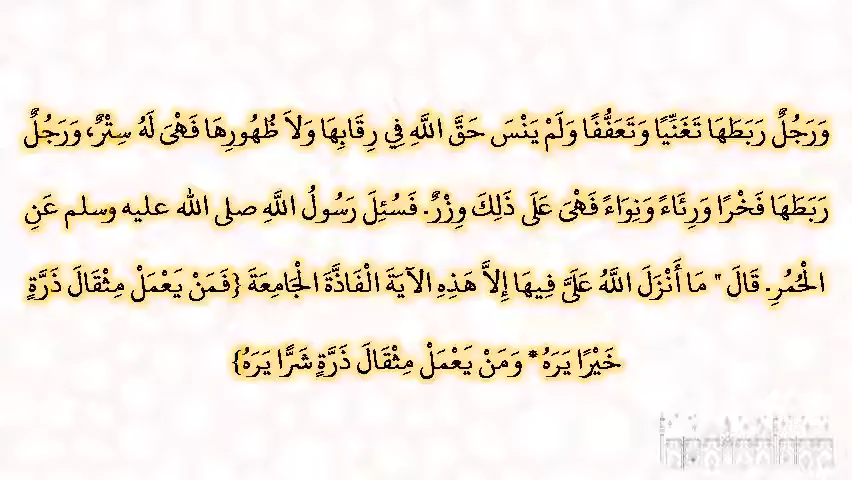 وَرَجُلٌ رَبَطَهَا تَغَنِّيًا وَتَعَفُّفًا وَلَمْ يَنْسَ حَقَّ اللَّهِ فِي رِقَابِهَا وَلاَ ظُهُورِهَا فَهْىَ لَهُ سِتْرٌ، وَرَجُلٌ
رَبَطَهَا فَخْرًا وَرِئَاءً وَنِوَاءً فَهْىَ عَلَى ذَلِكَ وِزْرٌ. فَسُئِلَ رَسُولُ اللَّهِ صلى الله عليه وسلم عَنِ
الْحُمُرِ. قَالَ " مَا أَنْزَلَ اللَّهُ عَلَىَّ فِيهَا إِلاَّ هَذِهِ الآيَةَ الْفَاذَّةَ الْجَامِعَةَ {فَمَنْ يَعْمَلْ مِثْقَالَ ذَرَّةٍ
خَيْرًا يَرَهُ * وَمَنْ يَعْمَلْ مِثْقَالَ ذَرَّةٍ شَرًّا يَرَهُ}